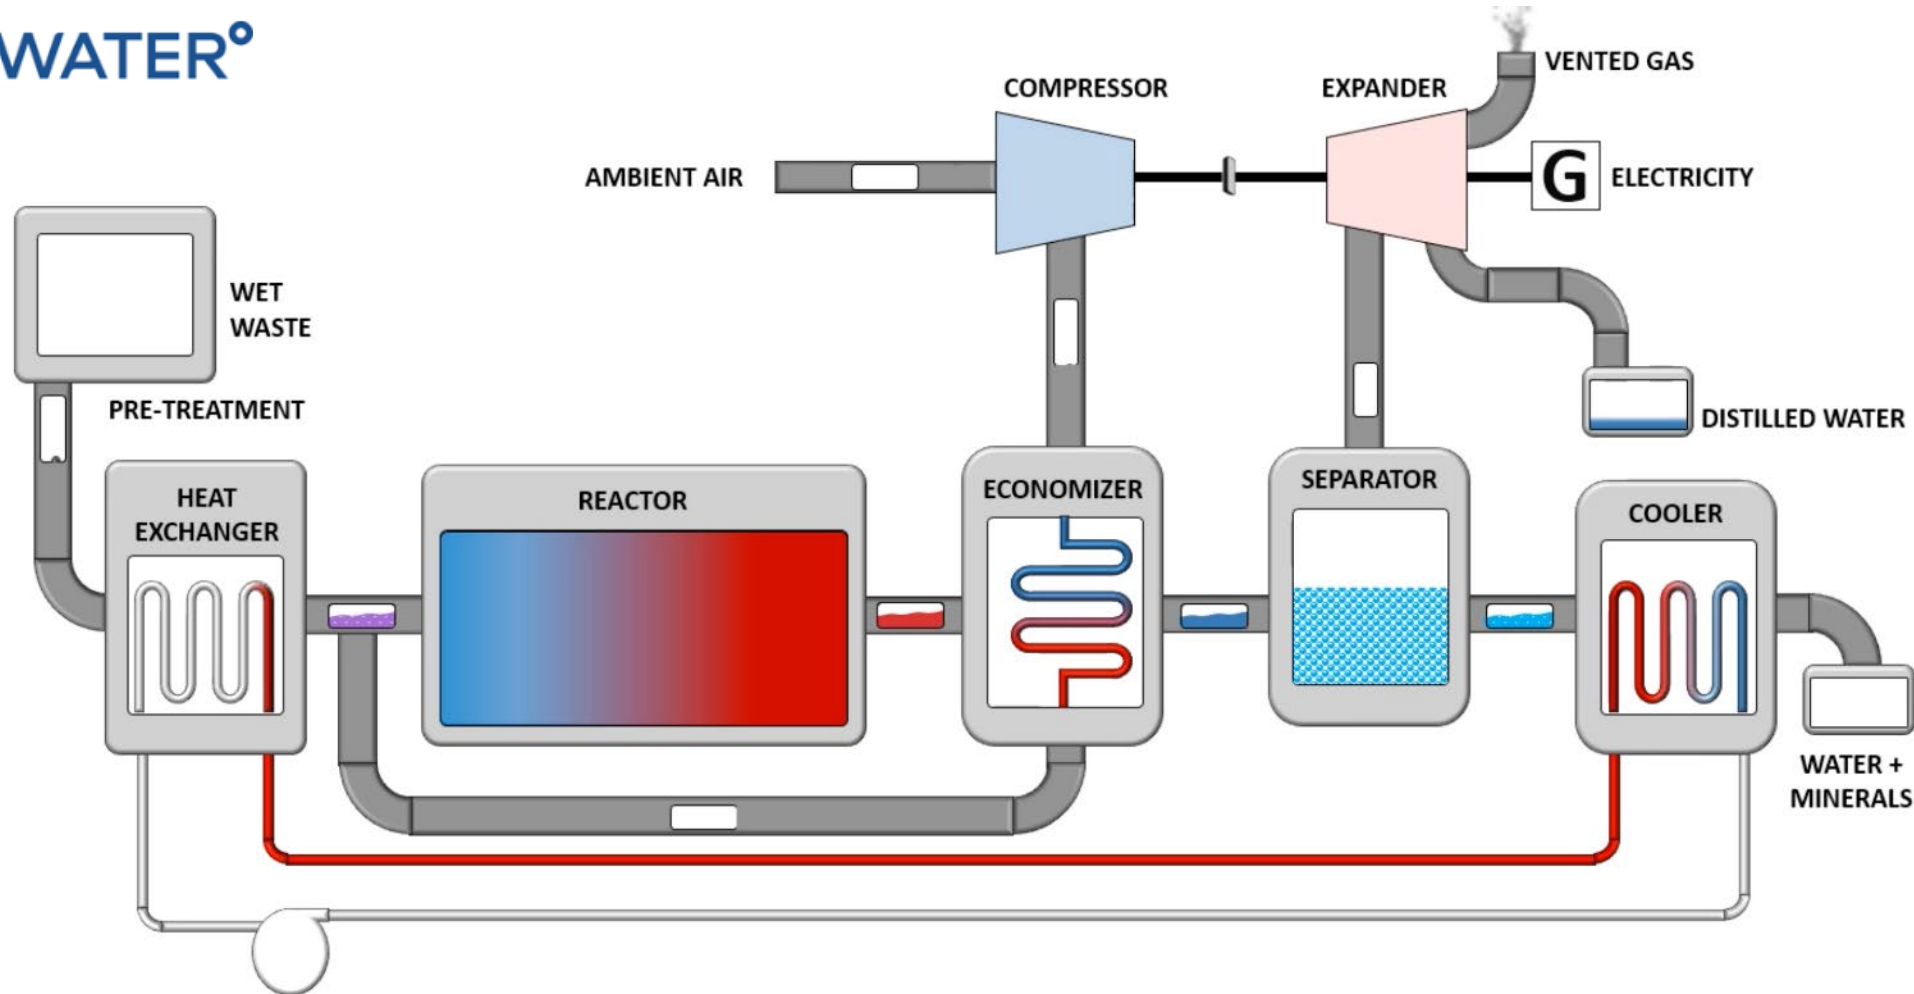 WATER°
VENTED GAS
COMPRESSOR
EXPANDER
AMBIENT AIR
G
ELECTRICITY
WET
WASTE
PRE-TREATMENT
DISTILLED WATER
HEAT
EXCHANGER
REACTOR
ECONOMIZER
SEPARATOR
COOLER
WATER +
MINERALS